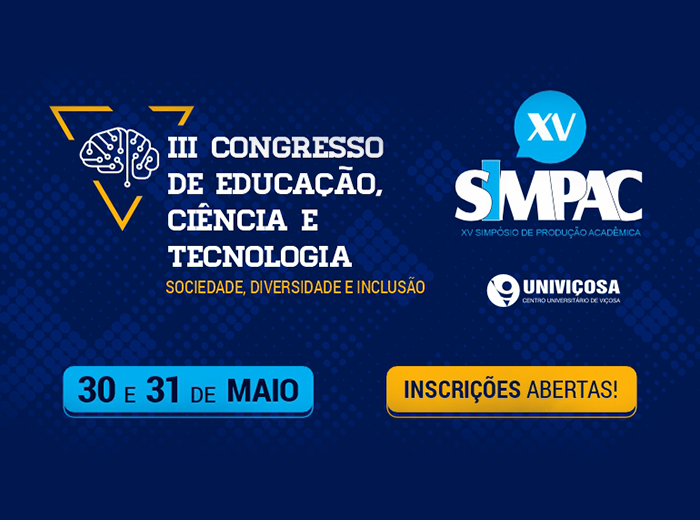 III CONGRESSO
DE EDUCAÇÃO,
CIÊNCIA E
TECNOLOGIA
SOCIEDADE, DIVERSIDADE E INCLUSÃO
XV
SIMPAC
XV SIMPÓSIO DE PRODUÇÃO ACADÊMICA
UNIVIÇOSA
CENTRO UNIVERSITÁRIO DE VIÇOSA
30 E 31 DE MAIO
INSCRIÇÕES ABERTAS!